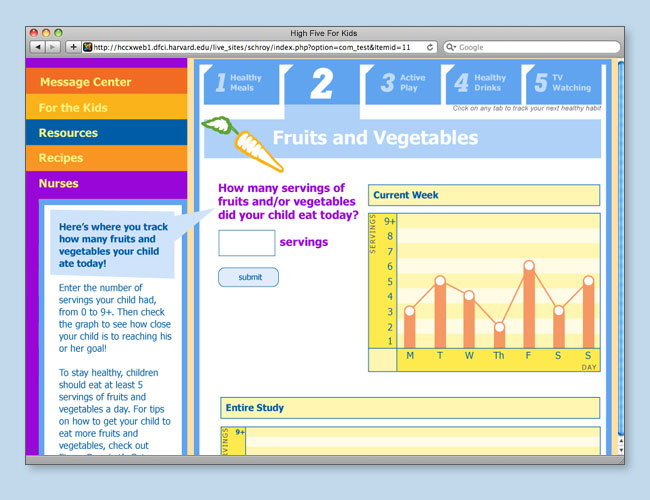 High Five For Kids
http://hccxweb1.dfci.harvard.edu/live_sites/schroy/index.php?option=com_test&Itemid=11
Google
Message Center
For the Kids
Resources
Recipes
Nurses
1 Healthy Meals
2
3 Active Play
4 Healthy Drinks
5 TV Watching
Click on any tab to track your next healthy habit
Fruits and Vegetables
Here's where you track
how many fruits and
vegetables your child
ate today!
Enter the number of
servings your child had,
from 0 to 9+. Then check
the graph to see how close
your child is to reaching
his or her goal!
To stay healthy, children
should eat at least 5
servings of fruits and
vegetables a day. For tips
on how to get your child to
eat more fruits and
vegetables, check out
How many servings of
fruits and/or vegetables
did your child eat today?
servings
submit
Current Week
SERVINGS
9+
8
7
6
5
4
3
2
1
M T W Th F S S
DAY
Entire Study
SERVINGS
9+